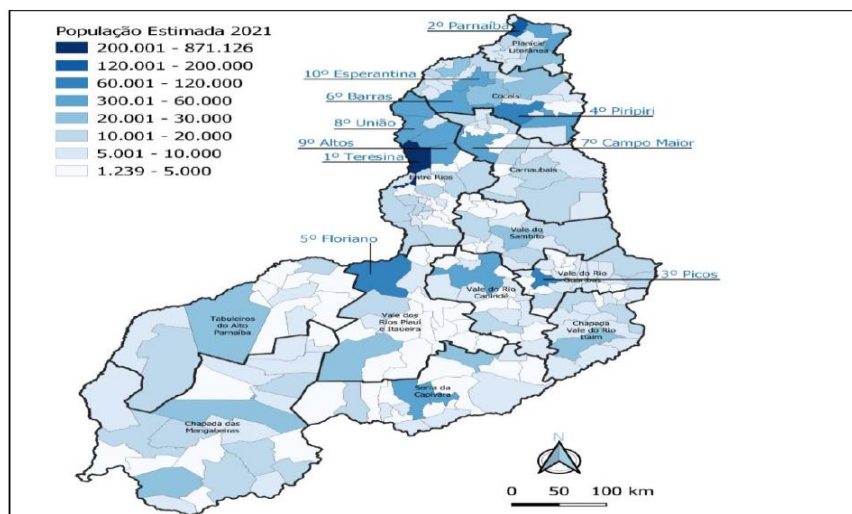 População Estimada 2021
200.001 - 871.126
120.001 - 200.000
60.001 - 120.000
300.01 - 60.000
20.001 - 30.000
10.001 - 20.000
5.001 - 10.000
1.239 - 5.000
2º Parnaíba
Planície
Litorânea
10º Esperantina
Cocais
6º Barras
4º Piripiri
8º União
9º Altos
7º Campo Maior
1º Teresina
Entre Rios
Carnaubais
Vale do
Sambito
5º Floriano
Vale do Rio
Guaribas
3º Picos
Vale do Rio
Canindé
Tabuleiros
do Alto
Parnaíba
Vale dos
Rios Piauí
e Itaueira
Chapada
Vale do Rio
Itaim
Serra da
Capivara
Chapada das
Mangabeiras
N
0 50 100 km